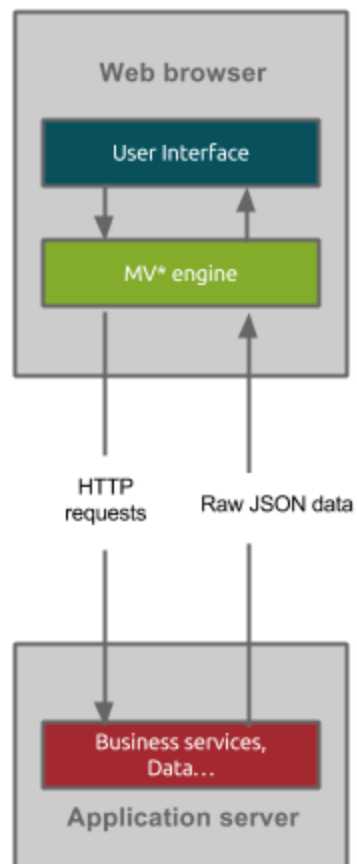 Web browser
User Interface
MV* engine
HTTP
requests
Raw JSON data
Business services,
Data...
Application server